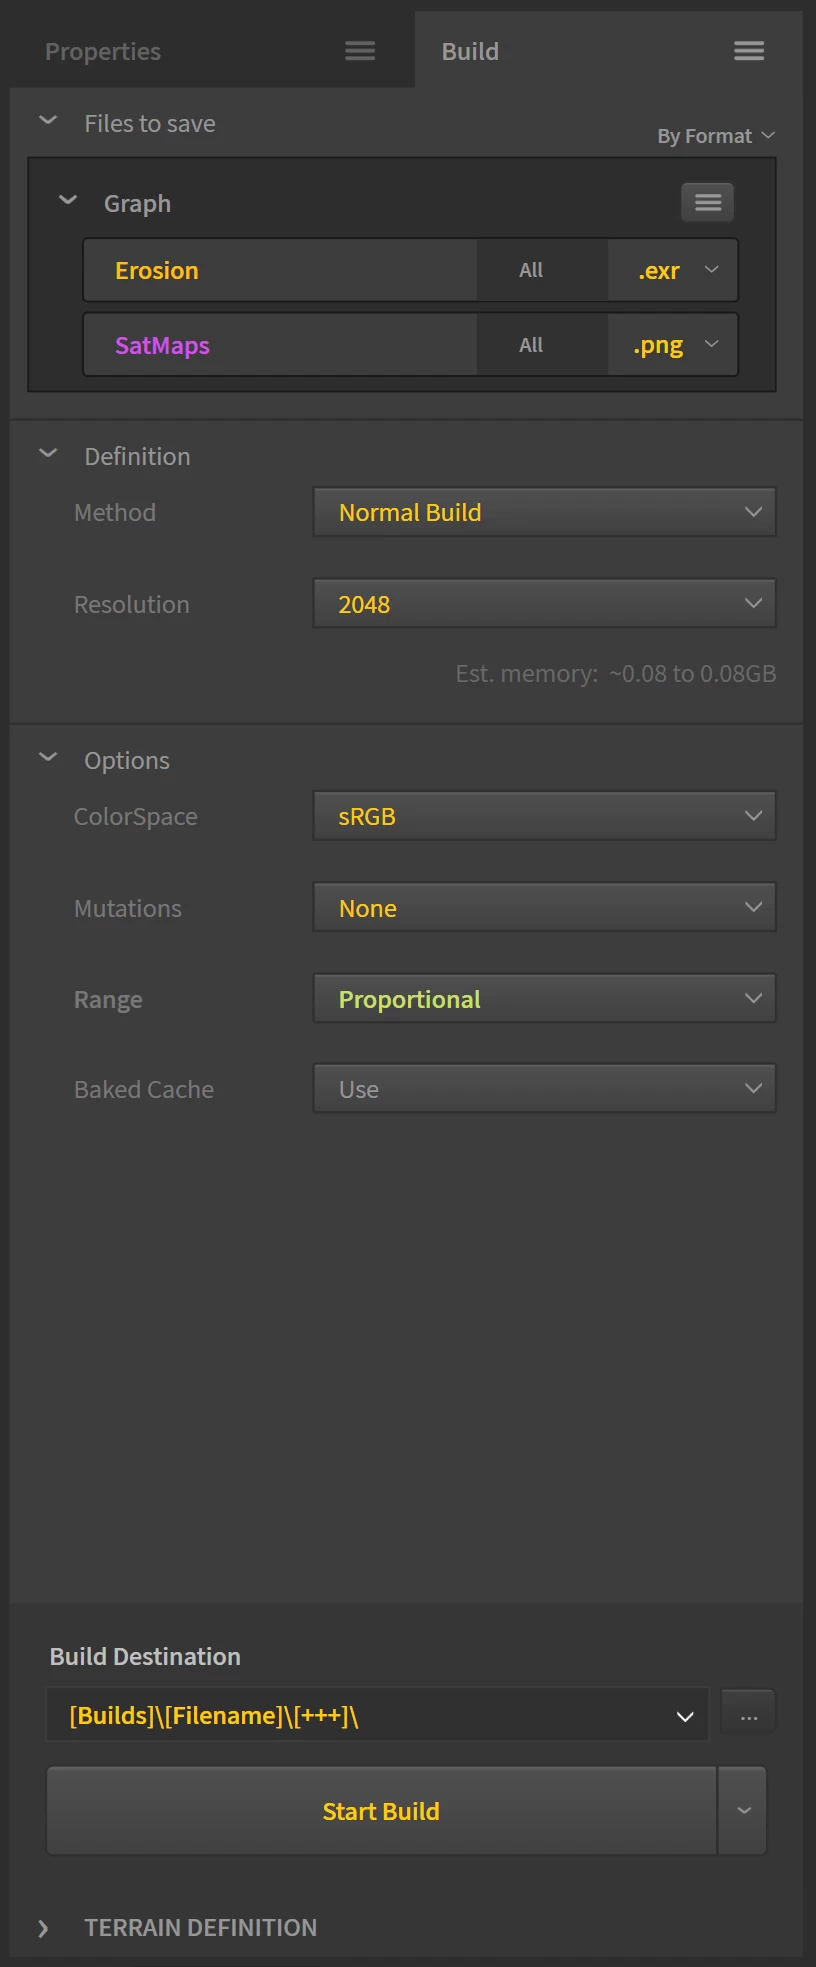 Properties
Build
Files to save
By Format
Graph
Erosion All .exr
SatMaps All .png
Definition
Method Normal Build
Resolution 2048
Est. memory: ~0.08 to 0.08GB
Options
ColorSpace sRGB
Mutations None
Range Proportional
Baked Cache Use
Build Destination
[Builds]\[Filename]\[+++]\
...
Start Build
TERRAIN DEFINITION